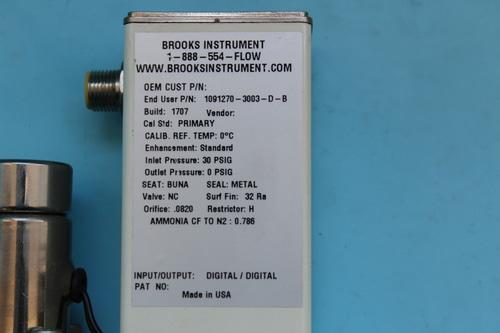 BROOKS INSTRUMENT
1-888-554-FLOW
WWW.BROOKSINSTRUMENT.COM
OEM CUST P/N:
End User P/N: 1091270-3003-D-B
Build: 1707 Vendor:
Cal Std: PRIMARY
CALIB. REF. TEMP: 0°C
Enhancement: Standard
Inlet Pressure: 30 PSIG
Outlet Pressure: 0 PSIG
SEAT: BUNA SEAL: METAL
Valve: NC Surf Fin: 32 Ra
Orifice: .0820 Restrictor: H
AMMONIA CF TO N2 : 0.786
INPUT/OUTPUT: DIGITAL / DIGITAL
PAT NO:
Made in USA